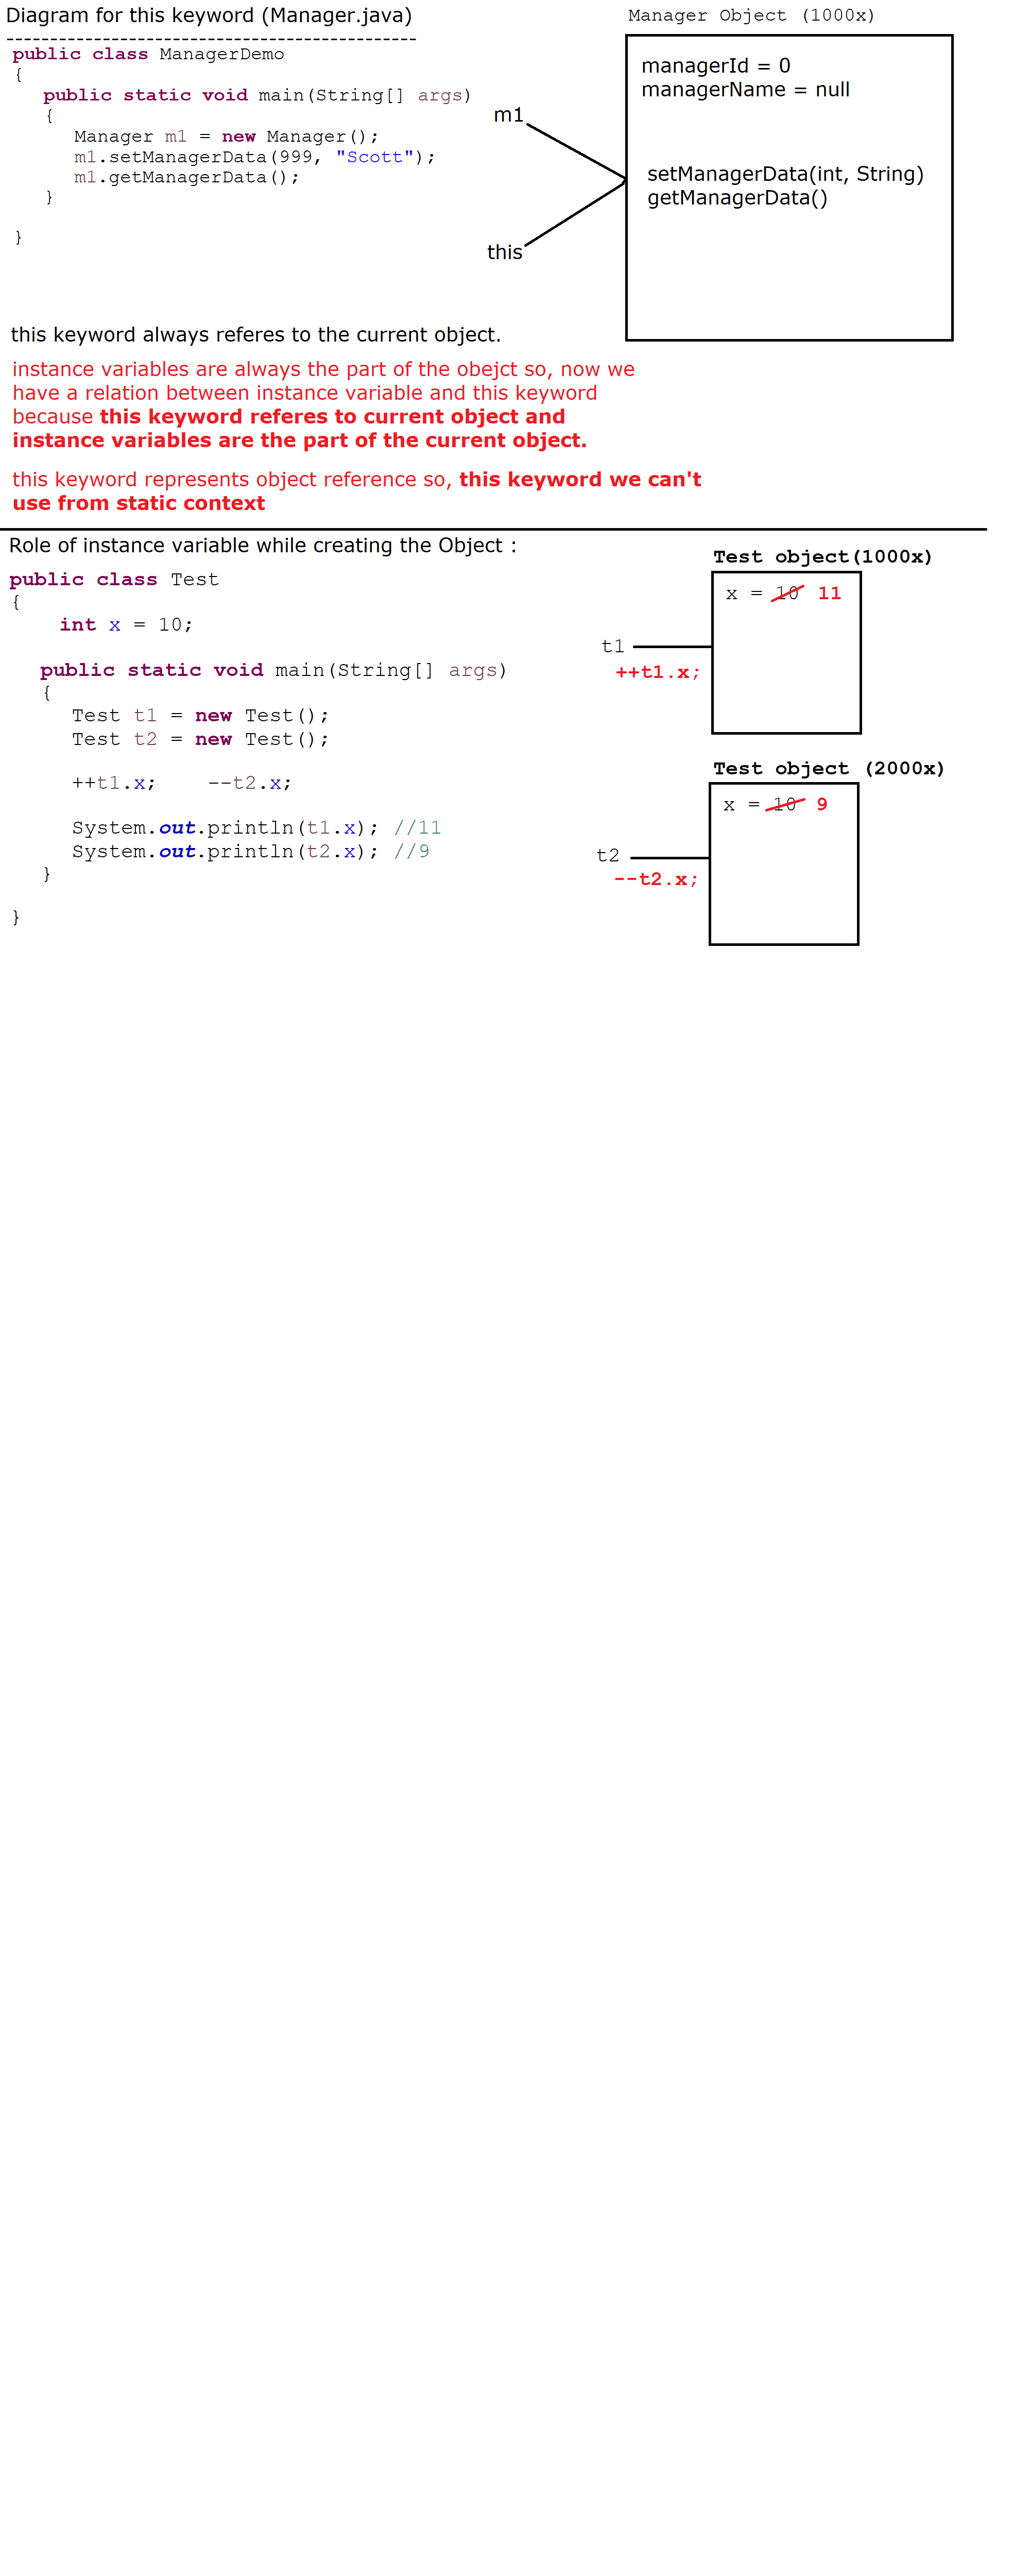 Diagram for this keyword (Manager.java)
-----------------------------------------------
public class ManagerDemo
{
public static void main(String[] args)
{
Manager m1 = new Manager();
m1.setManagerData(999, "Scott");
m1.getManagerData();
}
}
Manager Object (1000x)
managerId = 0
managerName = null
setManagerData(int, String)
getManagerData()
m1
this
this keyword always referes to the current object.
instance variables are always the part of the obejct so, now we
have a relation between instance variable and this keyword
because this keyword referes to current object and
instance variables are the part of the current object.
this keyword represents object reference so, this keyword we can't
use from static context
Role of instance variable while creating the Object :
public class Test
{
int x = 10;
public static void main(String[] args)
{
Test t1 = new Test();
Test t2 = new Test();
++t1.x; --t2.x;
System.out.println(t1.x); //11
System.out.println(t2.x); //9
}
}
Test object(1000x)
x = 10 11
t1
++t1.x;
Test object (2000x)
x = 10 9
t2
--t2.x;